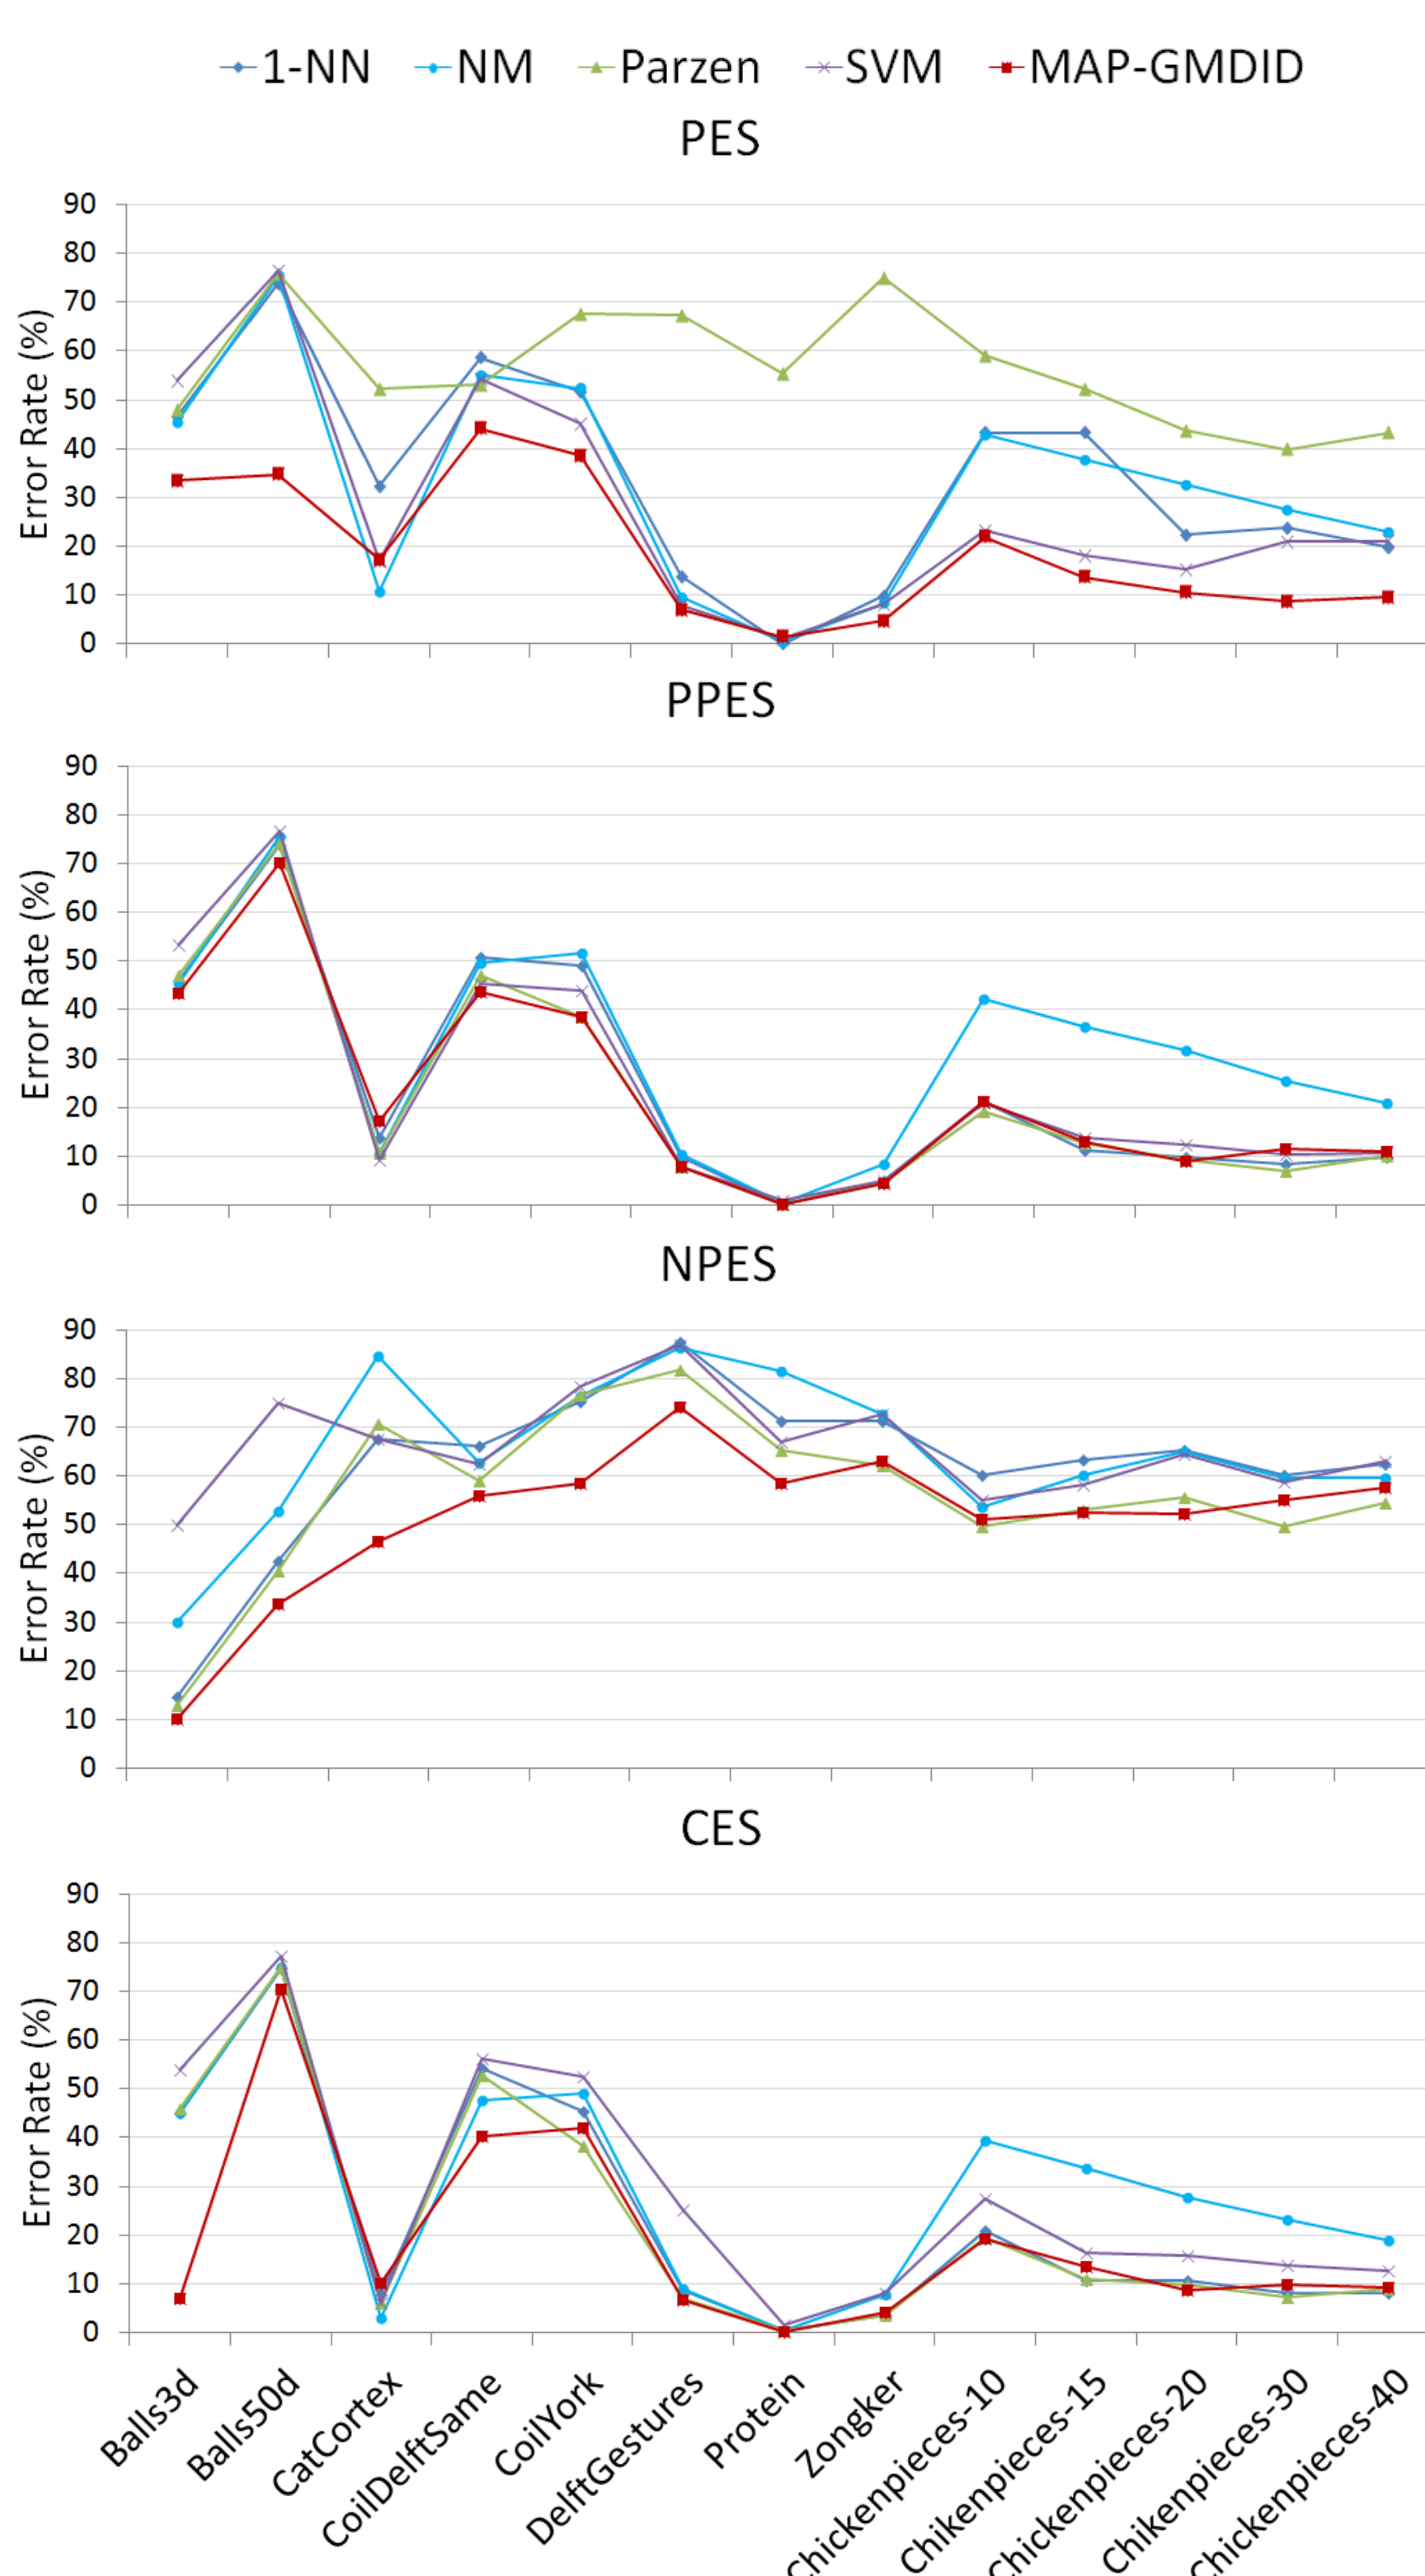 1-NN NM Parzen SVM MAP-GMDID
PES
90
80
70
60
50
40
30
20
10
0
Error Rate (%)
PPES
90
80
70
60
50
40
30
20
10
0
Error Rate (%)
NPES
90
80
70
60
50
40
30
20
10
0
Error Rate (%)
CES
90
80
70
60
50
40
30
20
10
0
Error Rate (%)
Balls3d
Balls50d
CatCortex
CoilDelftSame
CoilYork
DelftGestures
Protein
Zongker
Chickenpieces-10
Chikenpieces-15
Chickenpieces-20
Chikenpieces-30
Chickenpieces-40